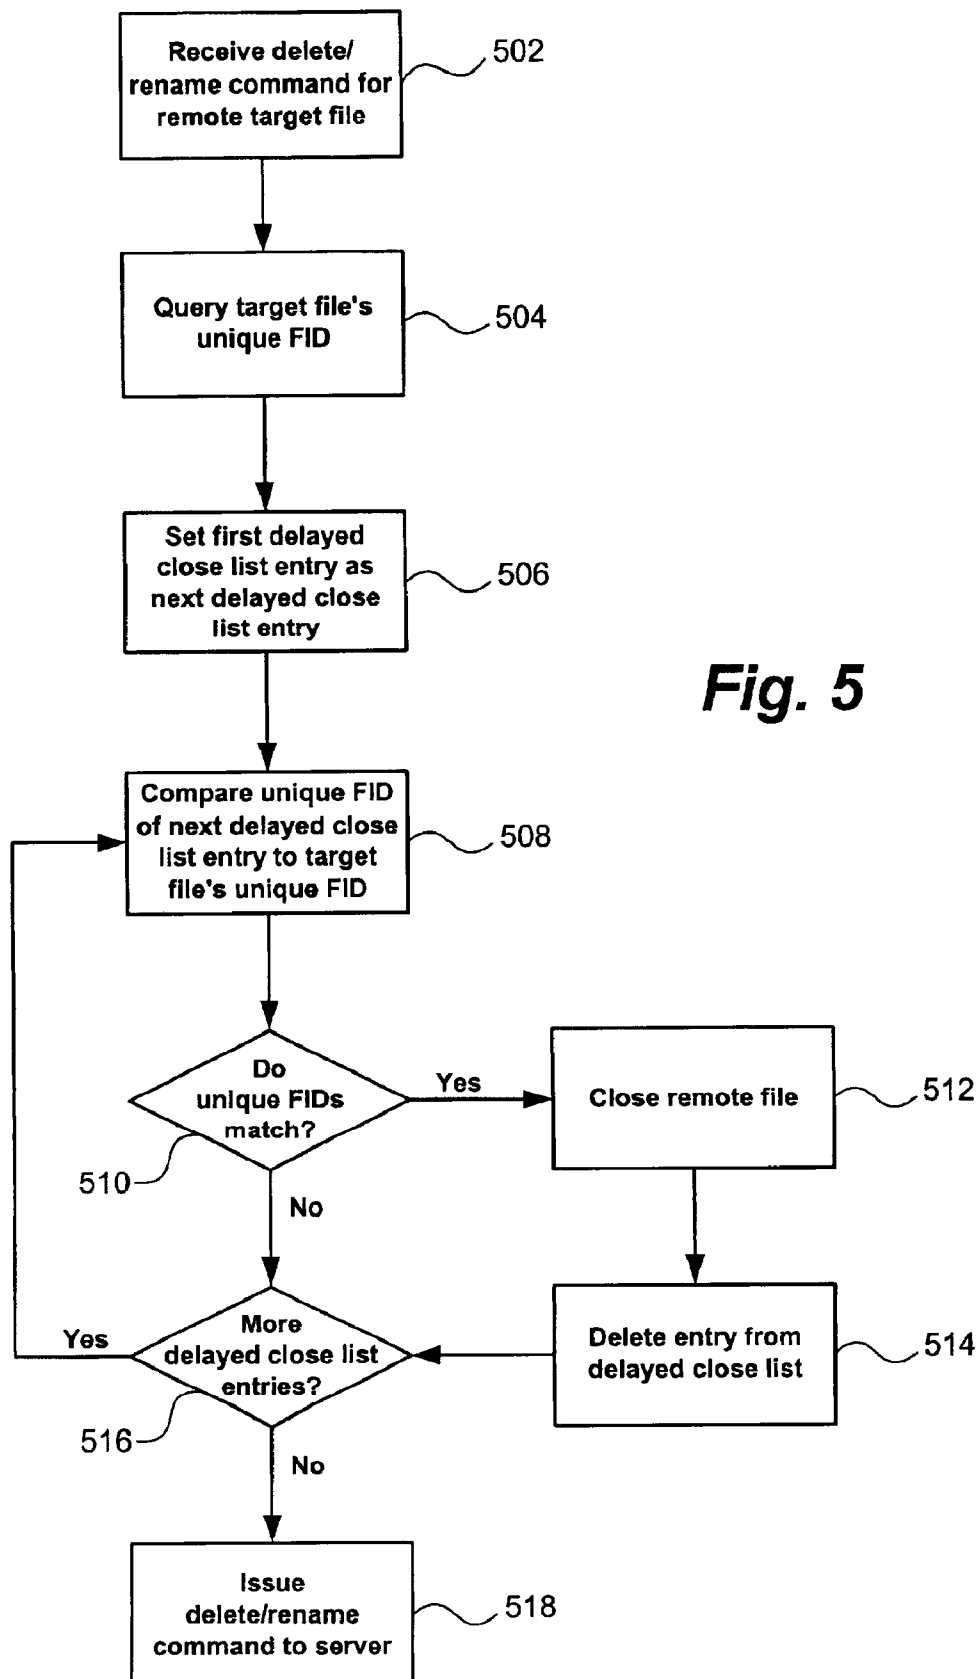 Receive delete/
rename command for
remote target file
502
Query target file's
unique FID
504
Set first delayed
close list entry as
next delayed close
list entry
506
Fig. 5
Compare unique FID
of next delayed close
list entry to target
file's unique FID
508
Do
unique FIDs
match?
Yes
510
No
Close remote file
512
Delete entry from
delayed close list
514
More
delayed close list
entries?
Yes
516
No
Issue
delete/rename
command to server
518